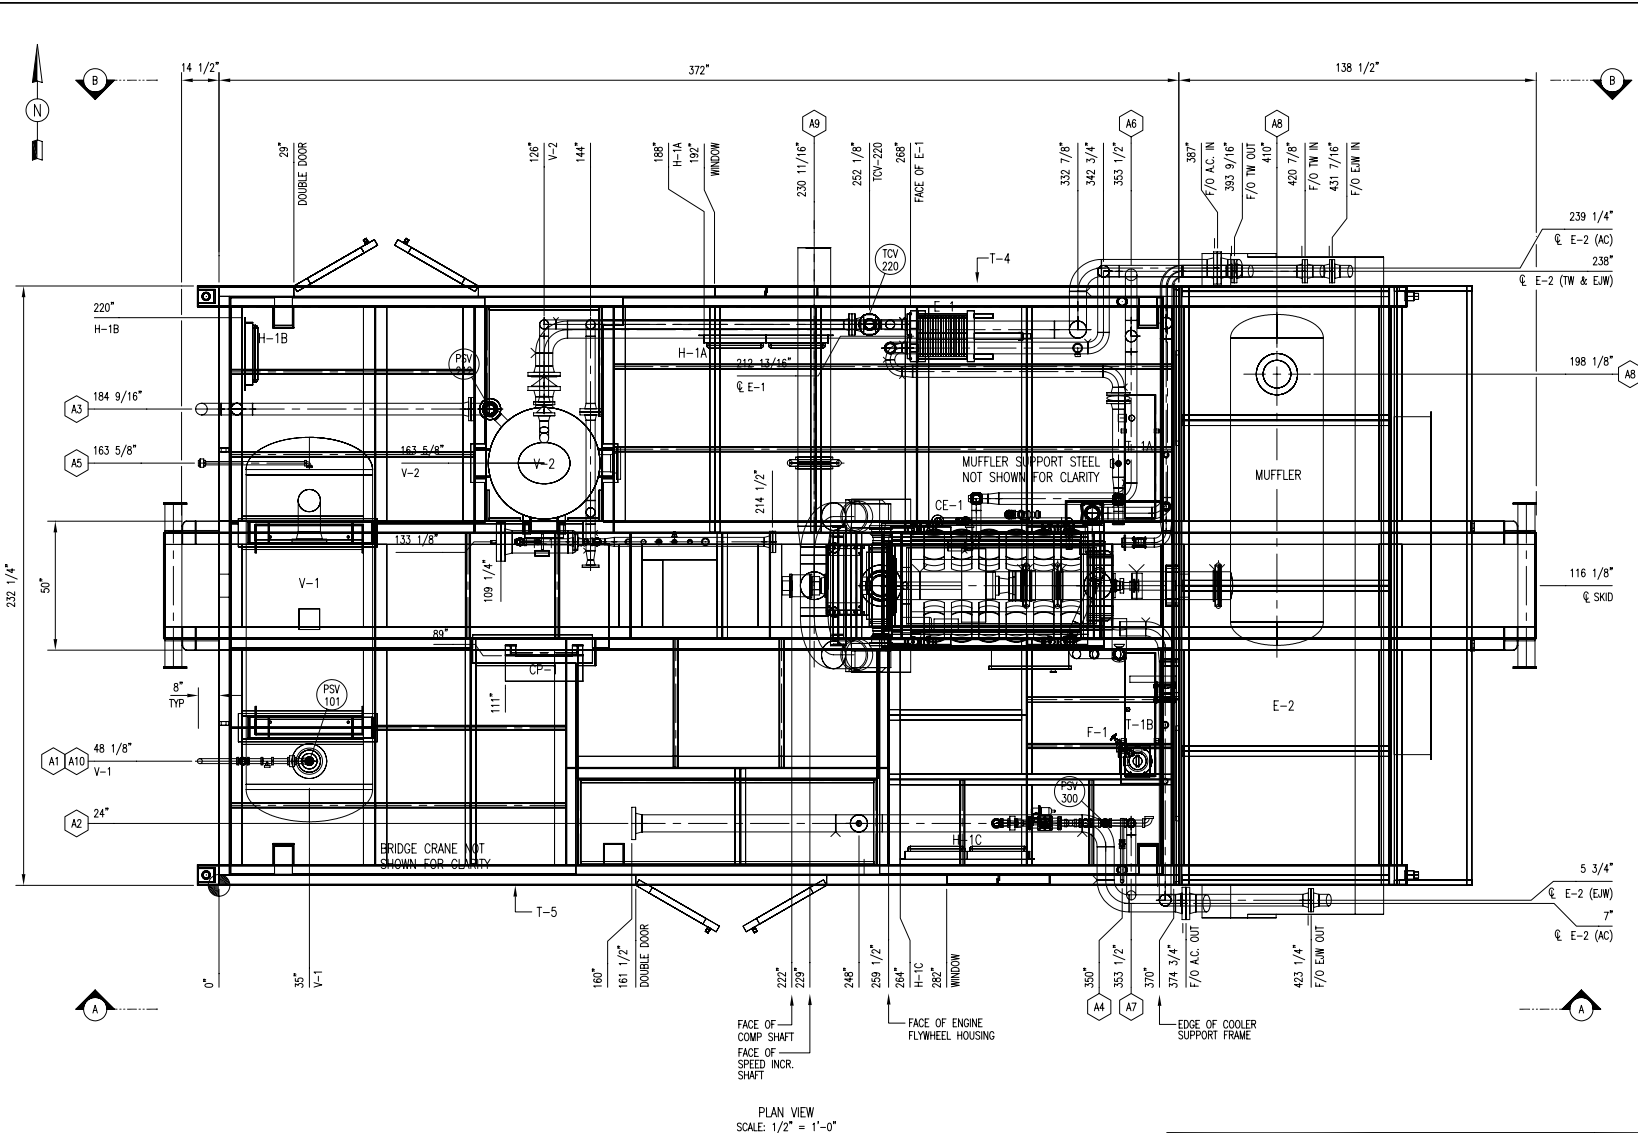 14 1/2"
372"
138 1/2"
B
B
N
A9
A6
A8
29"
DOUBLE DOOR
126"
V-2
144"
188"
H-1A
192"
WINDOW
230 11/16"
252 1/8"
TCV-220
268"
FACE OF E-1
332 7/8"
342 3/4"
353 1/2"
387"
F/O A.C. IN
393 9/16"
F/O TW OUT
410"
420 7/8"
F/O TW IN
431 7/16"
F/O EJW IN
239 1/4"
℄ E-2 (AC)
238"
℄ E-2 (TW & EJW)
TCV
220
T-4
220"
H-1B
H-1B
E-1
H-1A
PSV
212 13/16"
℄ E-1
198 1/8"
A8
A3
184 9/16"
A5
163 5/8"
163 5/8"
V-2
V-2
T-1A
MUFFLER SUPPORT STEEL
NOT SHOWN FOR CLARITY
MUFFLER
214 1/2"
CE-1
133 1/8"
109 1/4"
232 1/4"
50"
V-1
116 1/8"
℄ SKID
89"
CP-1
111"
8"
TYP
PSV
101
E-2
F-1
T-1B
A1
A10
48 1/8"
V-1
PSV
300
A2
24"
BRIDGE CRANE NOT
SHOWN FOR CLARITY
H-1C
5 3/4"
℄ E-2 (EJW)
7"
℄ E-2 (AC)
T-5
0"
35"
V-1
160"
161 1/2"
DOUBLE DOOR
222"
229"
248"
259 1/2"
264"
H-1C
282"
WINDOW
350"
353 1/2"
370"
374 3/4"
F/O A.C. OUT
423 1/4"
F/O EJW OUT
A
A4
A7
A
FACE OF
COMP SHAFT
FACE OF
SPEED INCR.
SHAFT
FACE OF ENGINE
FLYWHEEL HOUSING
EDGE OF COOLER
SUPPORT FRAME
PLAN VIEW
SCALE: 1/2" = 1'-0"